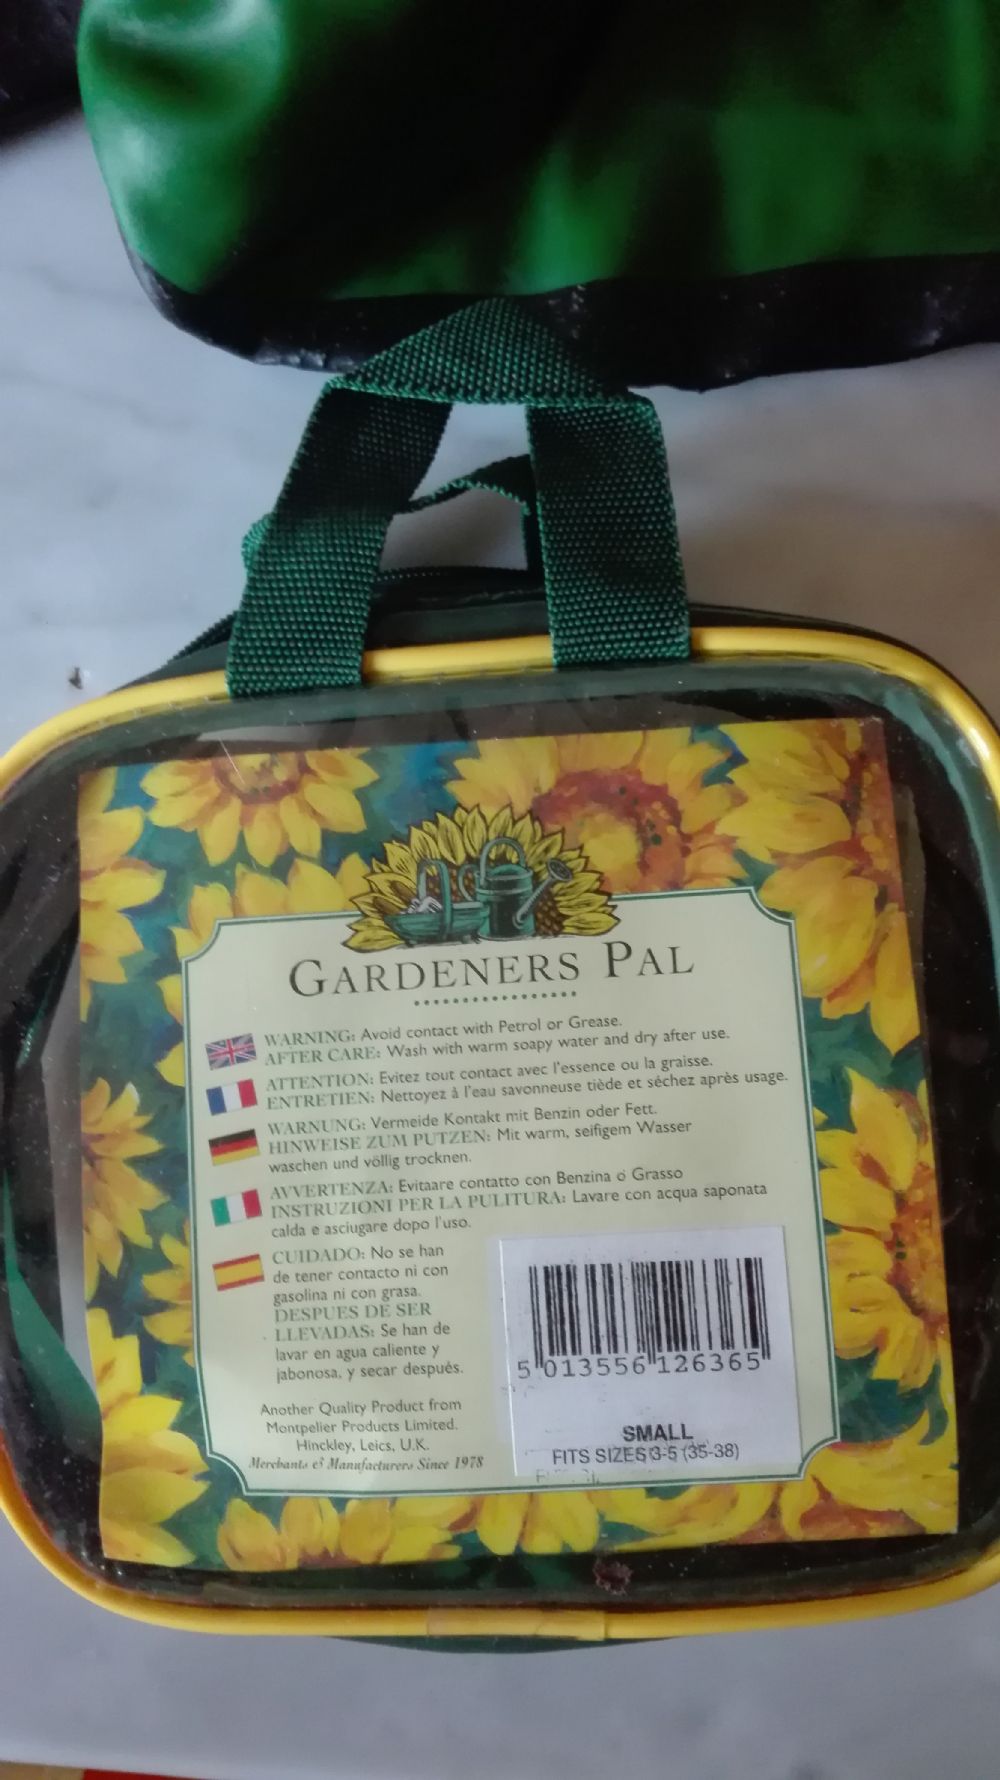 GARDENERS PAL
WARNING: Avoid contact with Petrol or Grease.
AFTER CARE: Wash with warm soapy water and dry after use.
ATTENTION: Evitez tout contact avec l'essence ou la graisse.
ENTRETIEN: Nettoyez à l'eau savonneuse tiède et séchez après usage.
WARNUNG: Vermeide Kontakt mit Benzin oder Fett.
HINWEISE ZUM PUTZEN: Mit warm, seifigem Wasser
waschen und völlig trocknen.
AVVERTENZA: Evitaare contatto con Benzina o Grasso
INSTRUZIONI PER LA PULITURA: Lavare con acqua saponata
calda e asciugare dopo l'uso.
CUIDADO: No se han
de tener contacto ni con
gasolina ni con grasa.
DESPUES DE SER
LLEVADAS: Se han de
lavar en agua caliente y
jabonosa, y secar después.
Another Quality Product from
Montpelier Products Limited.
Hinckley, Leics, U.K.
Merchants & Manufacturers Since 1978
5 013556 126365
SMALL
FITS SIZES 3-5 (35-38)